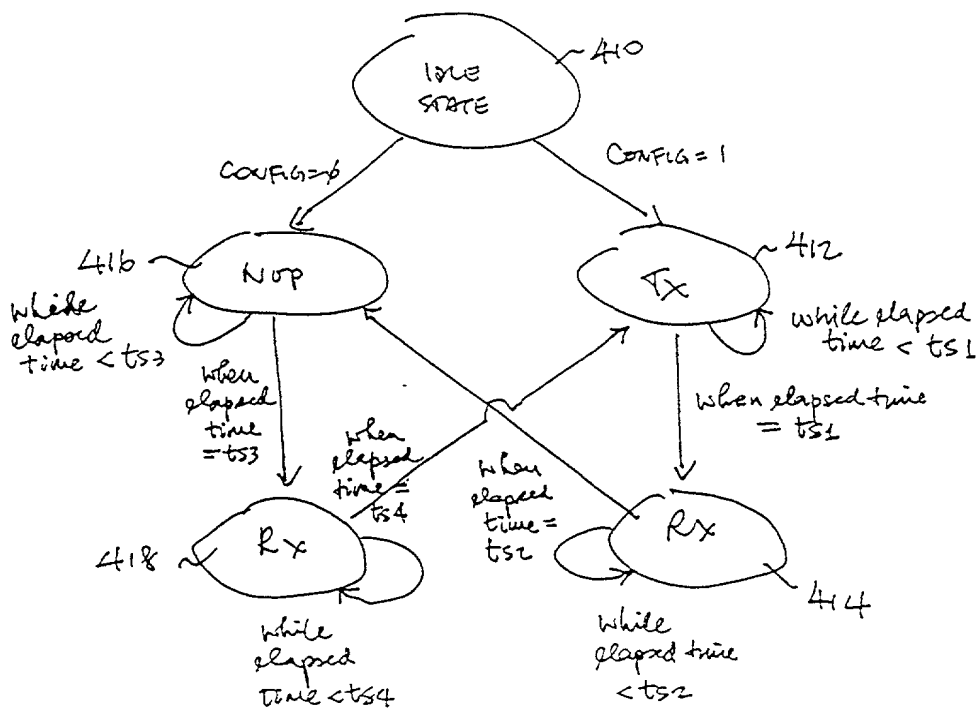 IDLE
STATE
410
CONFIG=0
CONFIG=1
416
NOP
412
TX
while
elapsed
time < ts3
while elapsed
time < ts1
when
elapsed
time
=ts3
when
elapsed
time =
ts4
when
elapsed
time =
ts2
when elapsed time
= ts1
418
RX
RX
414
while
elapsed
time < ts4
while
elapsed time
< ts2